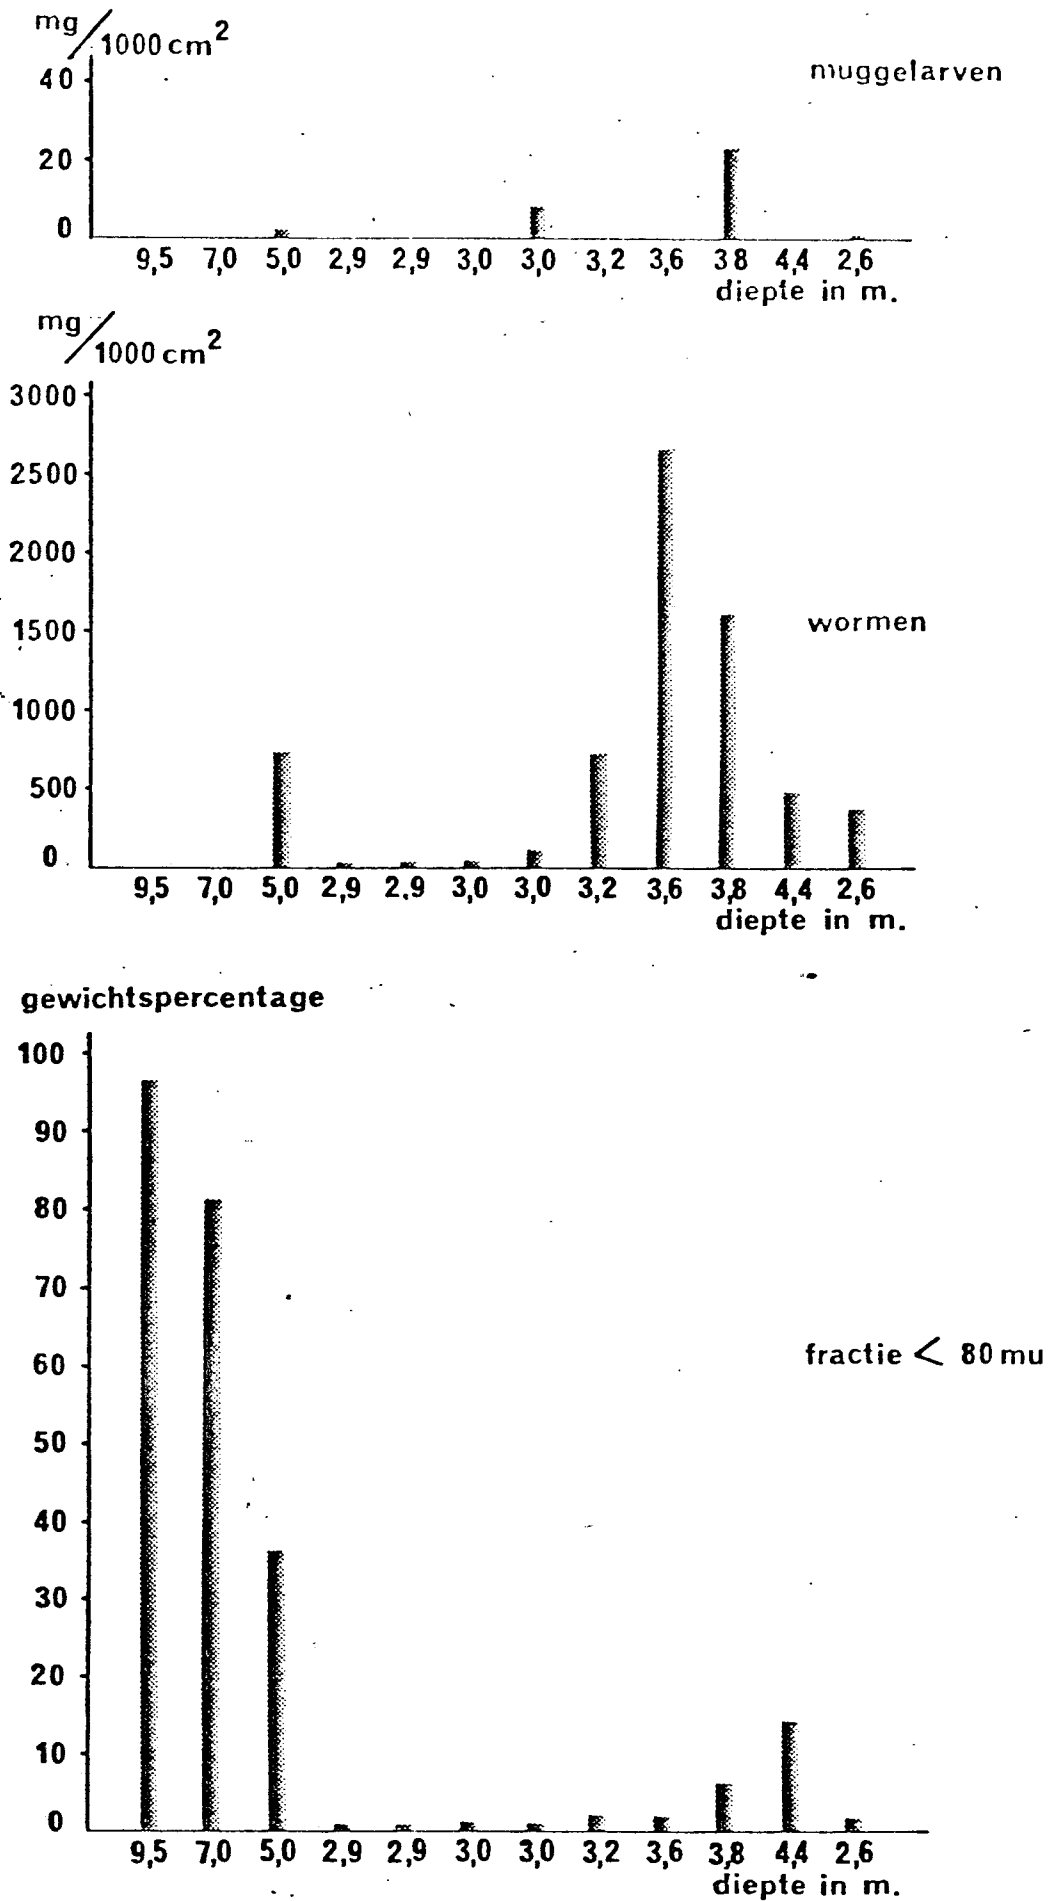 mg/1000 cm2
muggelarven
40
20
0
9,5 7,0 5,0 2,9 2,9 3,0 3,0 3,2 3,6 3 8 4,4 2,6
diepte in m.
mg/1000 cm2
3000
2500
2000
1500
wormen
1000
500
0
9,5 7,0 5,0 2,9 2,9 3,0 3,0 3,2 3,6 3,8 4,4 2,6
diepte in m.
gewichtspercentage
100
90
80
70
60
fractie < 80 mu
50
40
30
20
10
0
9,5 7,0 5,0 2,9 2,9 3,0 3,0 3,2 3,6 3,8 4,4 2,6
diepte in m.